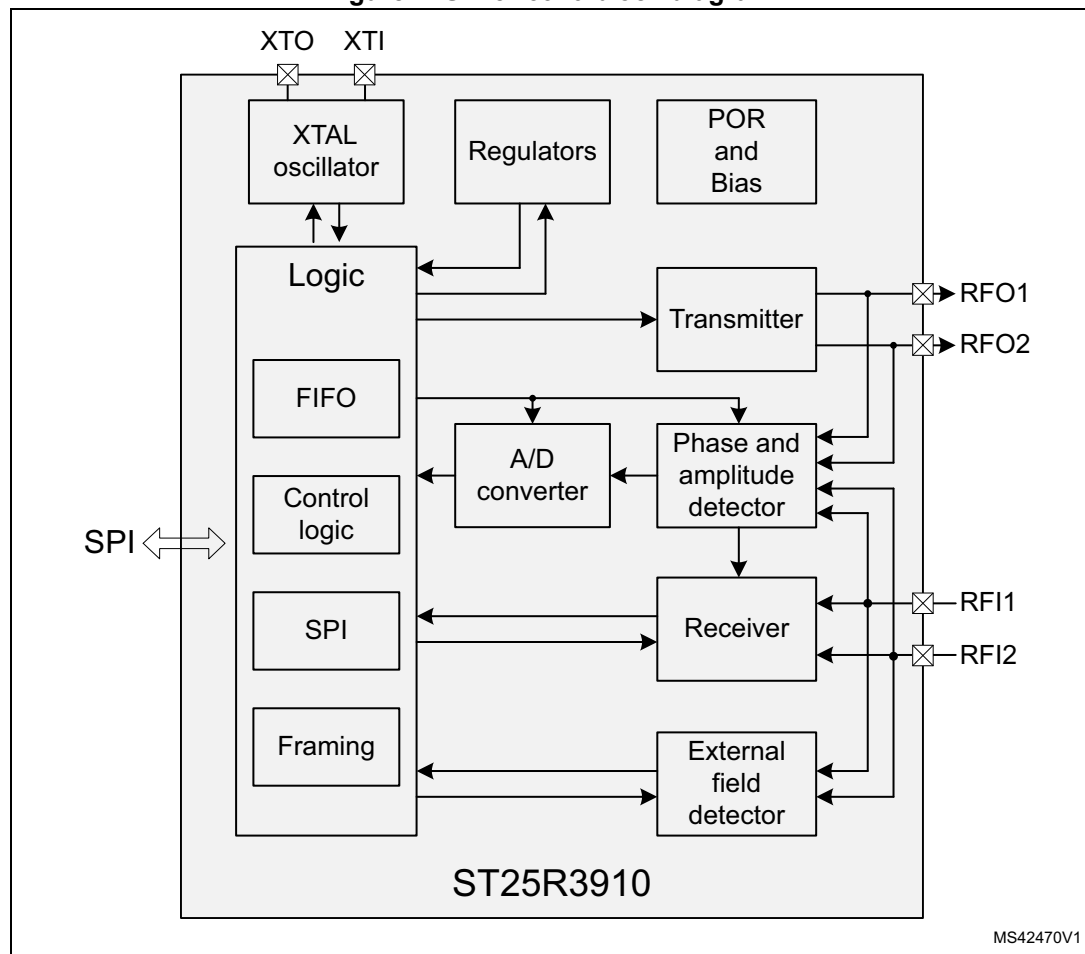 XTO XTI
XTAL
oscillator
Regulators
POR
and
Bias
Logic
Transmitter
RFO1
RFO2
FIFO
A/D
converter
Phase and
amplitude
detector
Control
logic
SPI
SPI
Receiver
RFI1
RFI2
Framing
External
field
detector
ST25R3910
MS42470V1